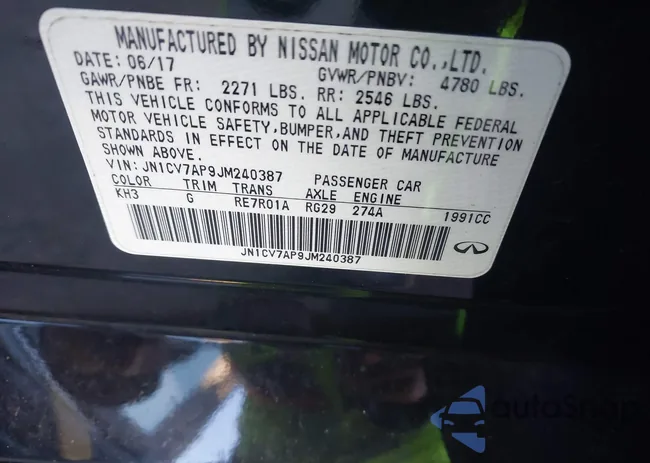 MANUFACTURED BY NISSAN MOTOR CO.,LTD.
DATE: 06/17 GVWR/PNBV: 4780 LBS.
GAWR/PNBE FR: 2271 LBS. RR: 2546 LBS.
THIS VEHICLE CONFORMS TO ALL APPLICABLE FEDERAL
MOTOR VEHICLE SAFETY,BUMPER,AND THEFT PREVENTION
STANDARDS IN EFFECT ON THE DATE OF MANUFACTURE
SHOWN ABOVE.
VIN: JN1CV7AP9JM240387 PASSENGER CAR
COLOR TRIM TRANS AXLE ENGINE
KH3 G RE7R01A RG29 274A 1991CC
JN1CV7AP9JM240387